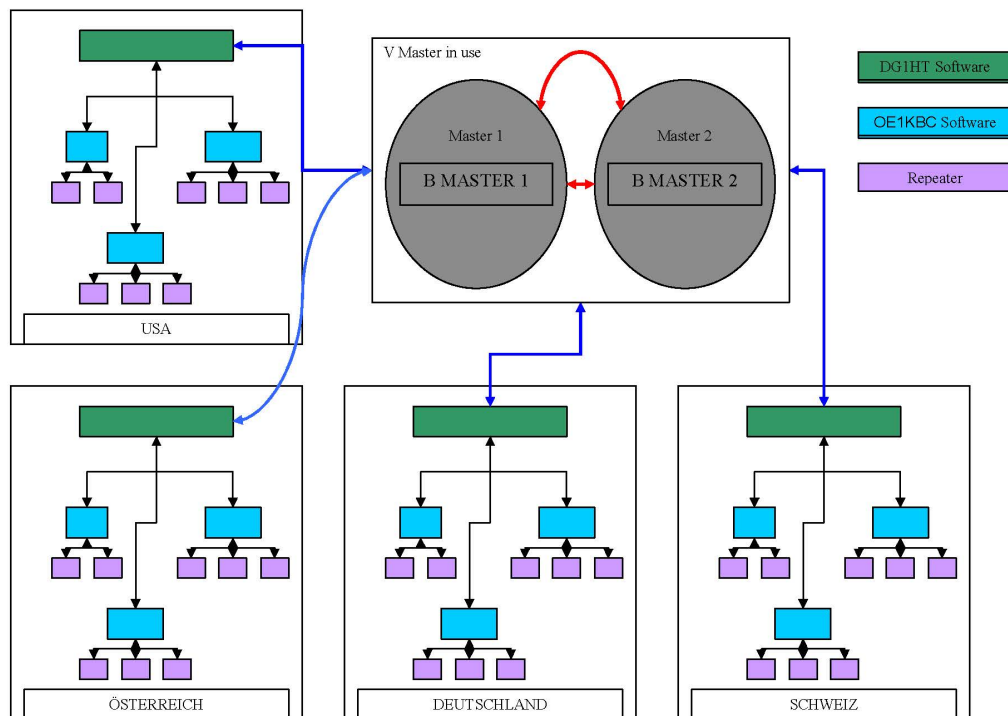 V Master in use
Master 1
Master 2
B MASTER 1
B MASTER 2
DG1HT Software
OE1KBC Software
Repeater
USA
ÖSTERREICH
DEUTSCHLAND
SCHWEIZ